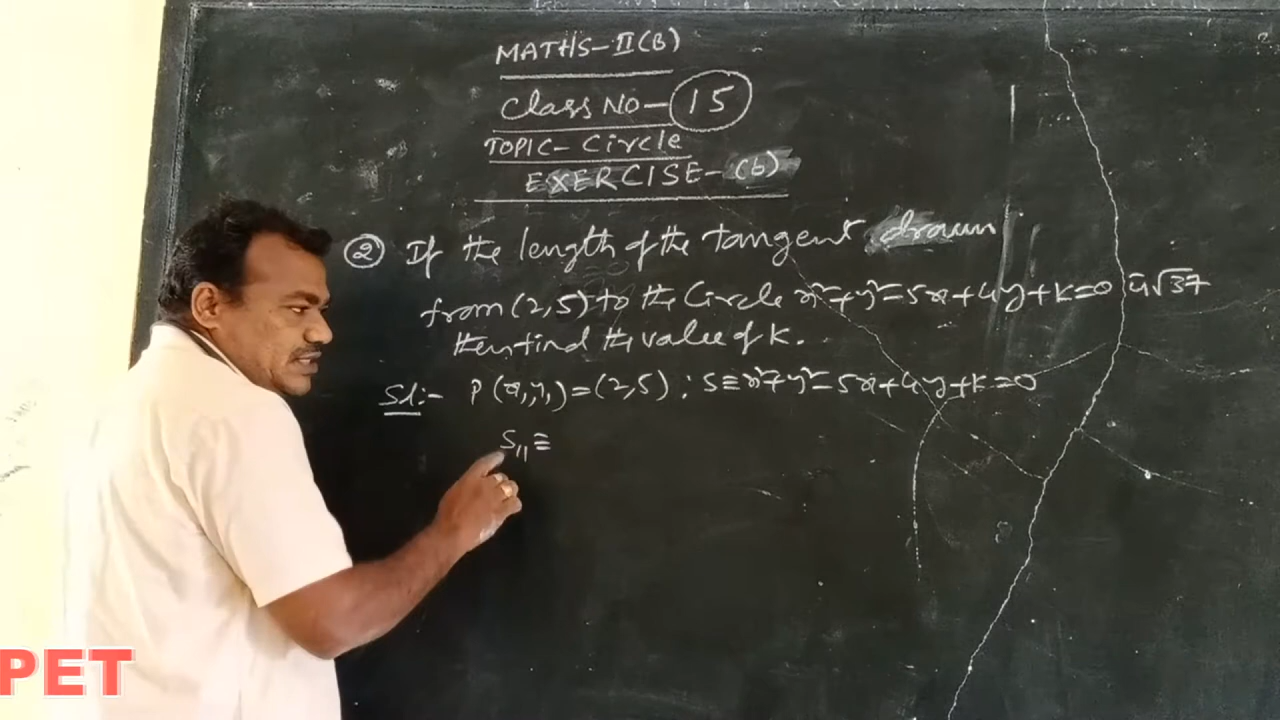 MATHS-II(B)
Class No-15
TOPIC- Circle
EXERCISE-(b)
② If the length of the tangent drawn
from (2,5) to the Circle x²+y²-5x+4y+k=0 is √37
then find the value of k.
Sol:- P(x₁,y₁)=(2,5) ; S≡x²+y²-5x+4y+k=0
S₁₁≡
PET